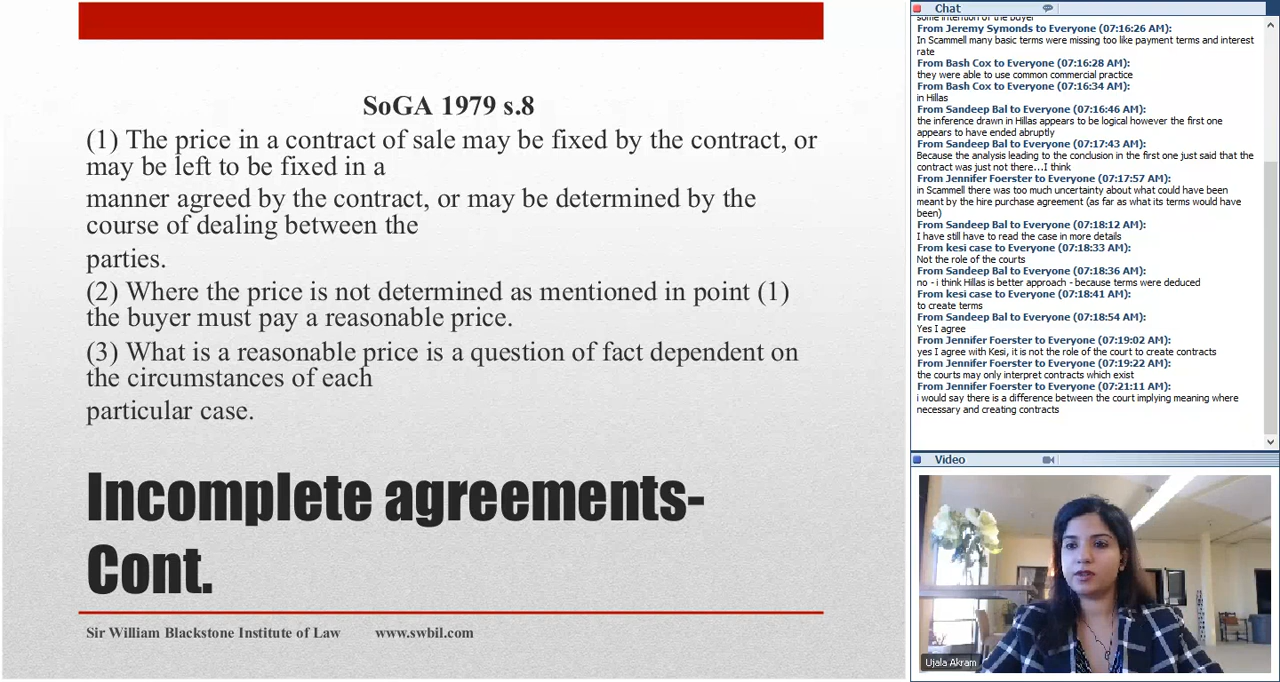 SoGA 1979 s.8
(1) The price in a contract of sale may be fixed by the contract, or
may be left to be fixed in a
manner agreed by the contract, or may be determined by the
course of dealing between the
parties.
(2) Where the price is not determined as mentioned in point (1)
the buyer must pay a reasonable price.
(3) What is a reasonable price is a question of fact dependent on
the circumstances of each
particular case.
Incomplete agreements-
Cont.
Sir William Blackstone Institute of Law www.swbil.com
Chat
some intention of the buyer
From Jeremy Symonds to Everyone (07:16:26 AM):
In Scammell many basic terms were missing too like payment terms and interest
rate
From Bash Cox to Everyone (07:16:28 AM):
they were able to use common commercial practice
From Bash Cox to Everyone (07:16:34 AM):
in Hillas
From Sandeep Bal to Everyone (07:16:46 AM):
the inference drawn in Hillas appears to be logical however the first one
appears to have ended abruptly
From Sandeep Bal to Everyone (07:17:43 AM):
Because the analysis leading to the conclusion in the first one just said that the
contract was just not there...I think
From Jennifer Foerster to Everyone (07:17:57 AM):
in Scammell there was too much uncertainty about what could have been
meant by the hire purchase agreement (as far as what its terms would have
been)
From Sandeep Bal to Everyone (07:18:12 AM):
I have still have to read the case in more details
From kesi case to Everyone (07:18:33 AM):
Not the role of the courts
From Sandeep Bal to Everyone (07:18:36 AM):
no - i think Hillas is better approach - because terms were deduced
From kesi case to Everyone (07:18:41 AM):
to create terms
From Sandeep Bal to Everyone (07:18:54 AM):
Yes I agree
From Jennifer Foerster to Everyone (07:19:02 AM):
yes I agree with Kesi, it is not the role of the court to create contracts
From Jennifer Foerster to Everyone (07:19:22 AM):
the courts may only interpret contracts which exist
From Jennifer Foerster to Everyone (07:21:11 AM):
i would say there is a difference between the court implying meaning where
necessary and creating contracts
Video
Ujala Akram